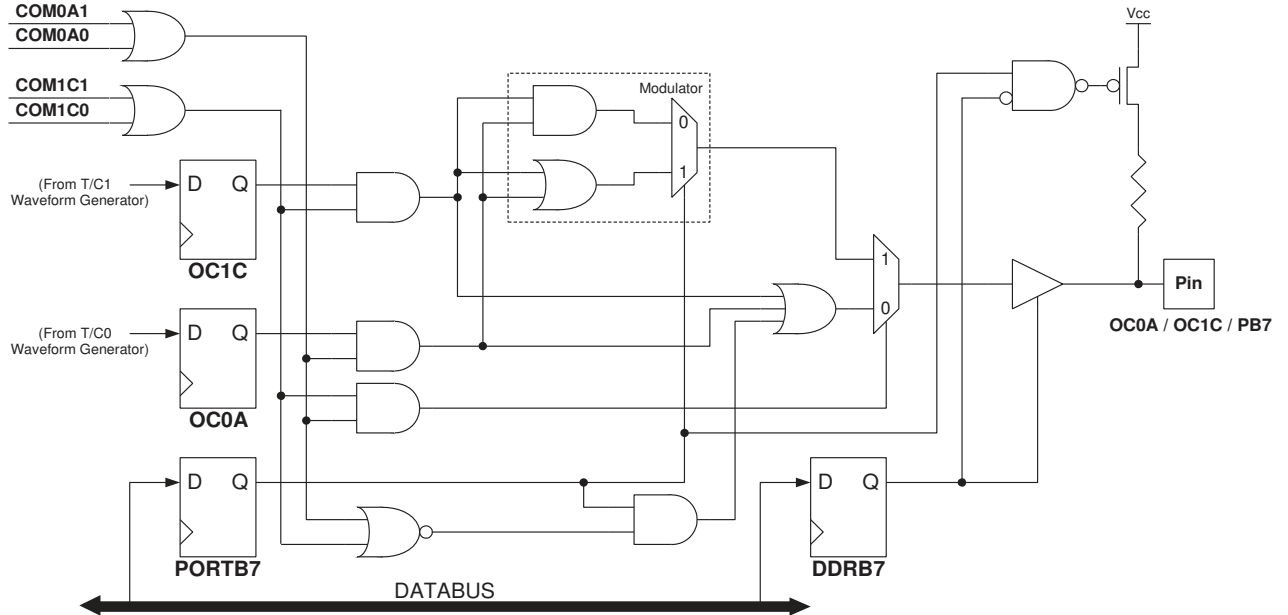 COM0A1
COM0A0
Vcc
COM1C1
COM1C0
Modulator
0
1
(From T/C1
Waveform Generator)
D Q
OC1C
1
0
Pin
OC0A / OC1C / PB7
(From T/C0
Waveform Generator)
D Q
OC0A
D Q
PORTB7
D Q
DDRB7
DATABUS